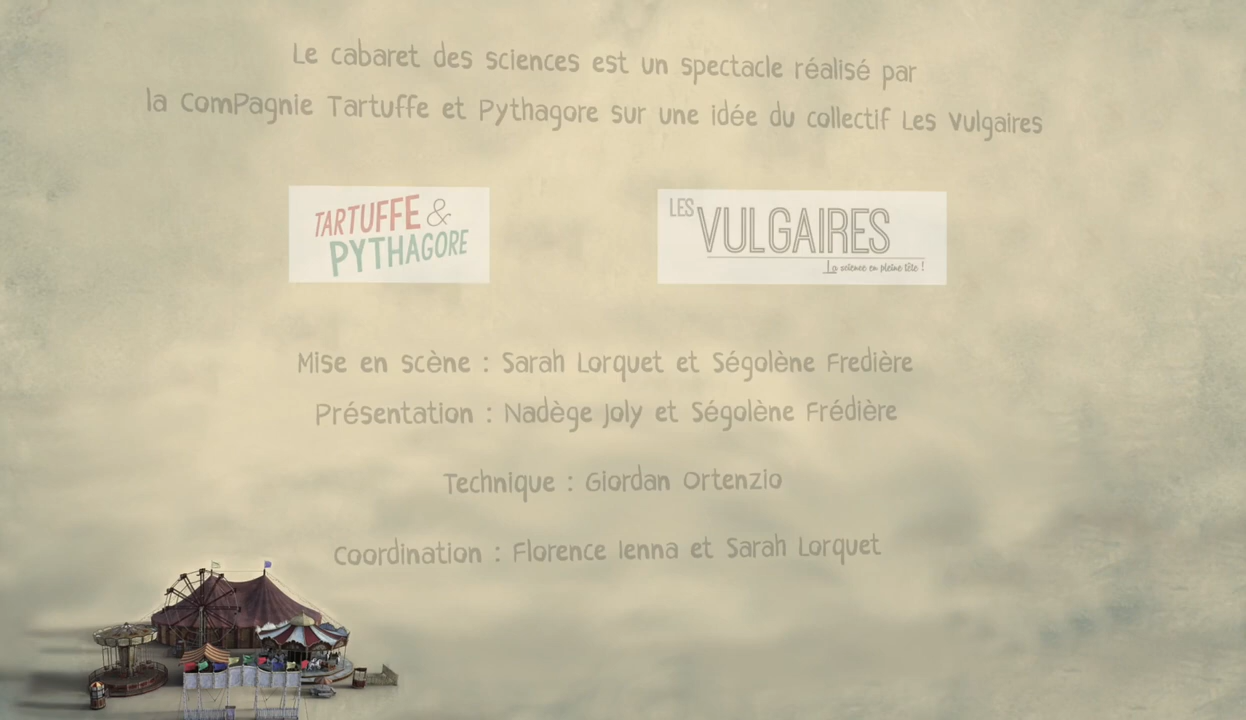 Le cabaret des sciences est un spectacle réalisé par
la ComPagnie Tartuffe et Pythagore sur une idée du collectif Les Vulgaires
TARTUFFE &
PYTHAGORE
LES
VULGAIRES
La science en pleine tête !
Mise en scène : Sarah Lorquet et Ségolène Fredière
Présentation : Nadège Joly et Ségolène Frédière
Technique : Giordan Ortenzio
Coordination : Florence Ienna et Sarah Lorquet